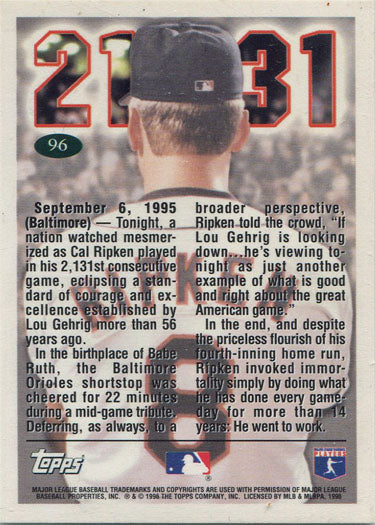 2131
96
September 6, 1995
(Baltimore) — Tonight, a
nation watched mesmer-
ized as Cal Ripken played
in his 2,131st consecutive
game, eclipsing a stan-
dard of courage and ex-
cellence established by
Lou Gehrig more than 56
years ago.
In the birthplace of Babe
Ruth, the Baltimore
Orioles shortstop was
cheered for 22 minutes
during a mid-game tribute.
Deferring, as always, to a
broader perspective,
Ripken told the crowd, “If
Lou Gehrig is looking
down...he’s viewing to-
night as just another
example of what is good
and right about the great
American game.”
In the end, and despite
the priceless flourish of his
fourth-inning home run,
Ripken invoked immor-
tality simply by doing what
he has done every game-
day for more than 14
years: He went to work.
RIPKEN
8
Topps
®
PLAYERS
MAJOR LEAGUE BASEBALL TRADEMARKS AND COPYRIGHTS ARE USED WITH PERMISSION OF MAJOR LEAGUE
BASEBALL PROPERTIES, INC. ® & © 1996 THE TOPPS COMPANY, INC. LICENSED BY MLB & MLBPA, 1996